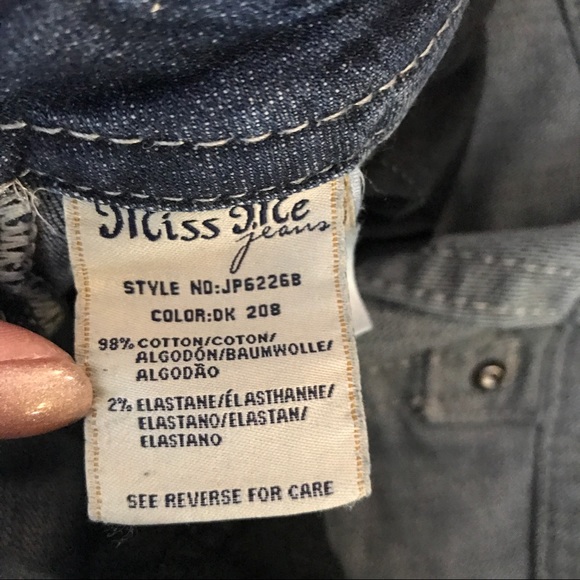 Miss Me
jeans
STYLE NO:JP6226B
COLOR:DK 208
98% COTTON/COTON/
ALGODÓN/BAUMWOLLE/
ALGODÃO
2% ELASTANE/ÉLASTHANNE/
ELASTANO/ELASTAN/
ELASTANO
SEE REVERSE FOR CARE